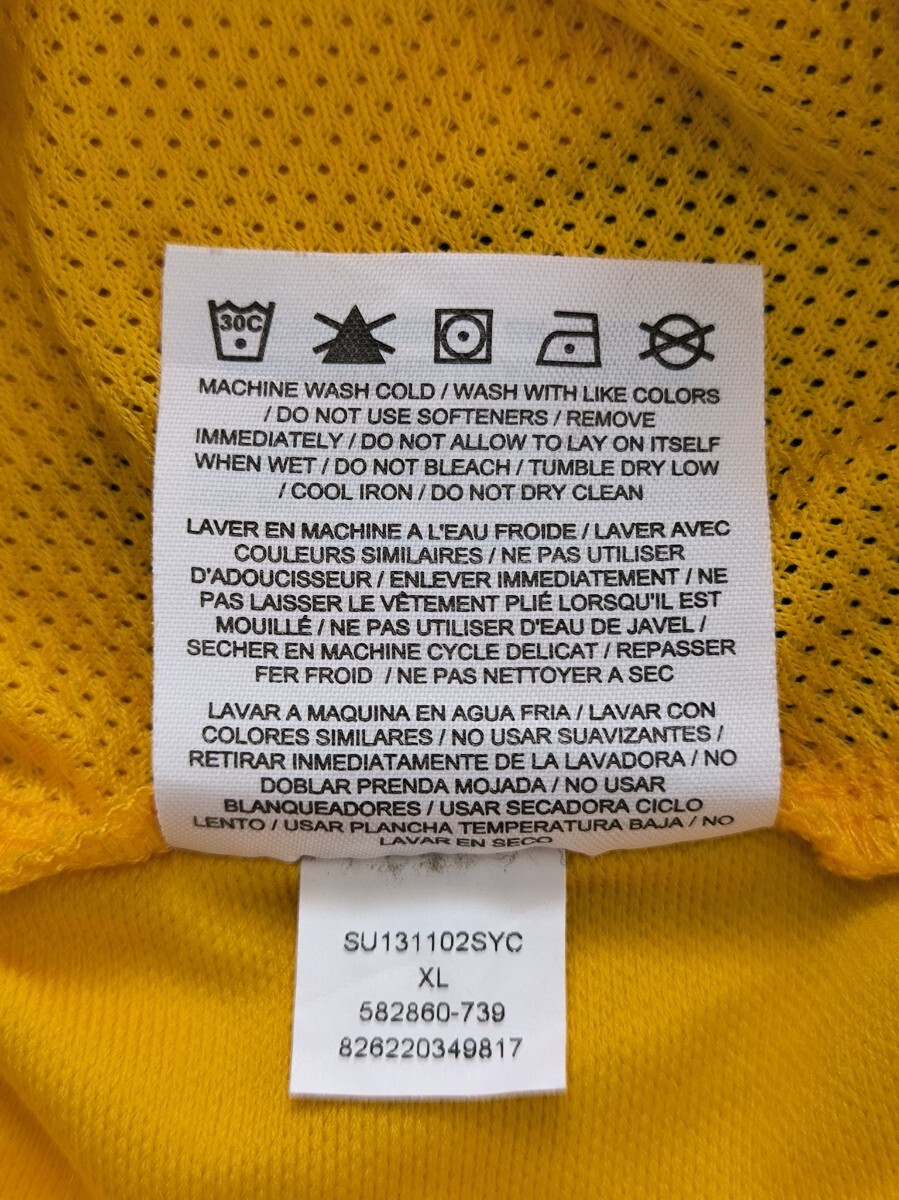 30C
MACHINE WASH COLD / WASH WITH LIKE COLORS
/ DO NOT USE SOFTENERS / REMOVE
IMMEDIATELY / DO NOT ALLOW TO LAY ON ITSELF
WHEN WET / DO NOT BLEACH / TUMBLE DRY LOW
/ COOL IRON / DO NOT DRY CLEAN
LAVER EN MACHINE A L'EAU FROIDE / LAVER AVEC
COULEURS SIMILAIRES / NE PAS UTILISER
D'ADOUCISSEUR / ENLEVER IMMEDIATEMENT / NE
PAS LAISSER LE VÊTEMENT PLIÉ LORSQU'IL EST
MOUILLÉ / NE PAS UTILISER D'EAU DE JAVEL /
SECHER EN MACHINE CYCLE DELICAT / REPASSER
FER FROID / NE PAS NETTOYER A SEC
LAVAR A MAQUINA EN AGUA FRIA / LAVAR CON
COLORES SIMILARES / NO USAR SUAVIZANTES /
RETIRAR INMEDIATAMENTE DE LA LAVADORA / NO
DOBLAR PRENDA MOJADA / NO USAR
BLANQUEADORES / USAR SECADORA CICLO
LENTO / USAR PLANCHA TEMPERATURA BAJA / NO
LAVAR EN SECO
SU131102SYC
XL
582860-739
826220349817